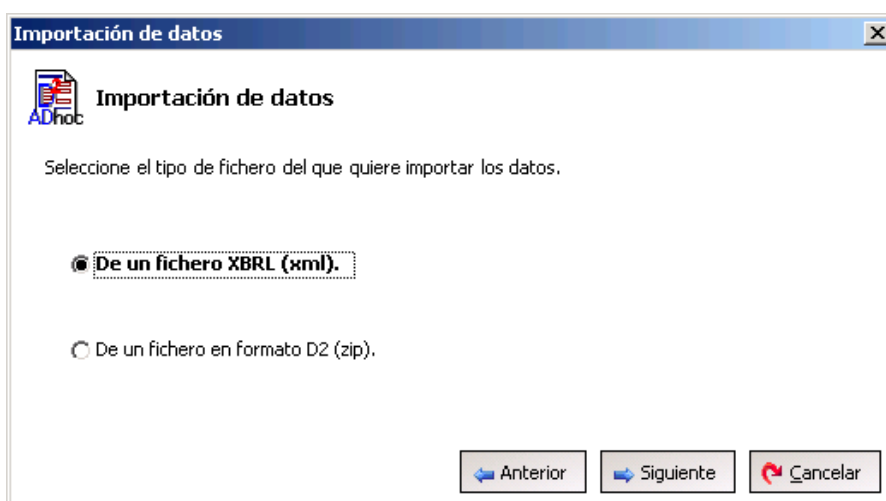 Importación de datos
ADhoc
Importación de datos
Seleccione el tipo de fichero del que quiere importar los datos.
De un fichero XBRL (xml).
De un fichero en formato D2 (zip).
Anterior
Siguiente
Cancelar